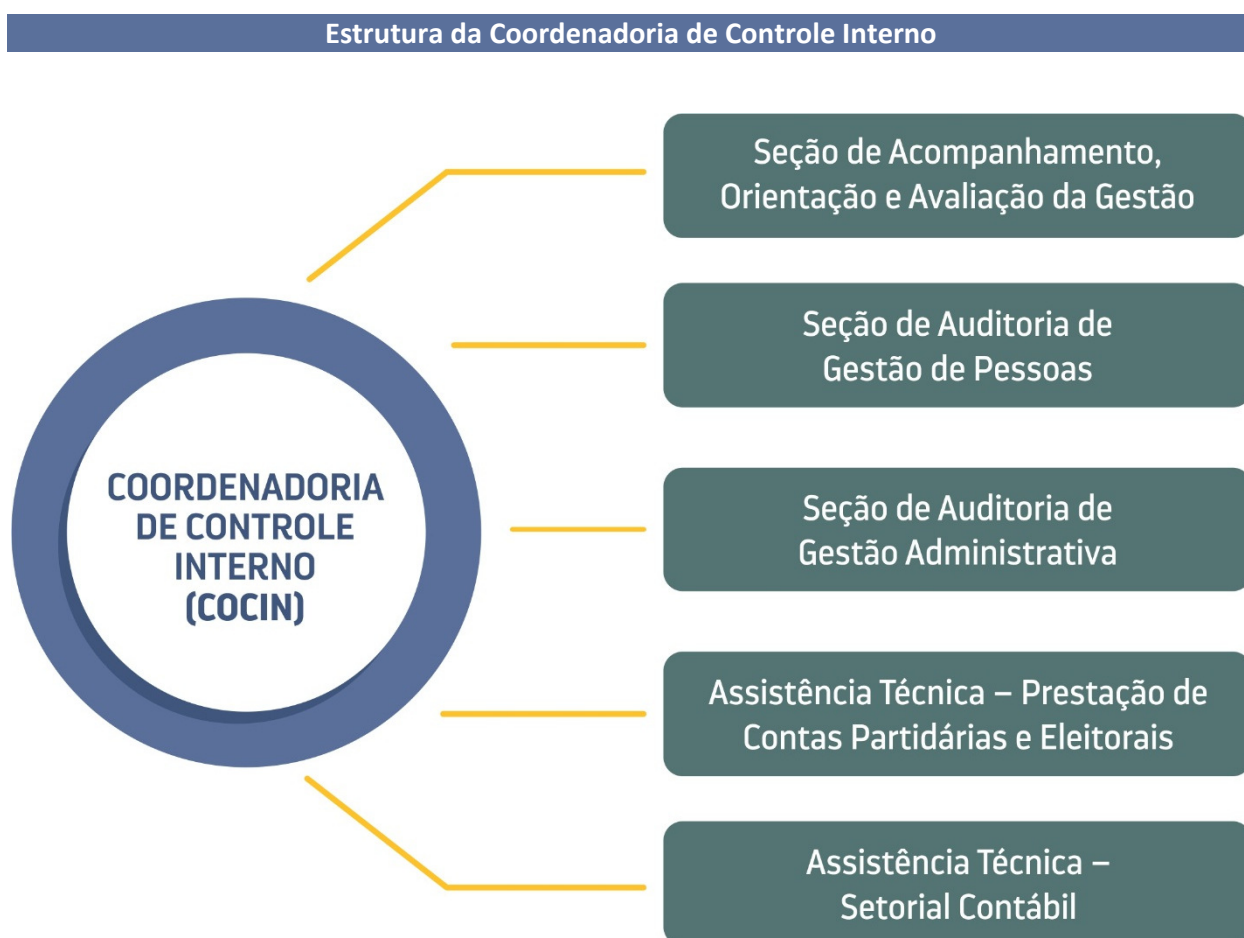 Estrutura da Coordenadoria de Controle Interno
COORDENADORIA
DE CONTROLE
INTERNO
(COCIN)
Seção de Acompanhamento,
Orientação e Avaliação da Gestão
Seção de Auditoria de
Gestão de Pessoas
Seção de Auditoria de
Gestão Administrativa
Assistência Técnica – Prestação de
Contas Partidárias e Eleitorais
Assistência Técnica –
Setorial Contábil